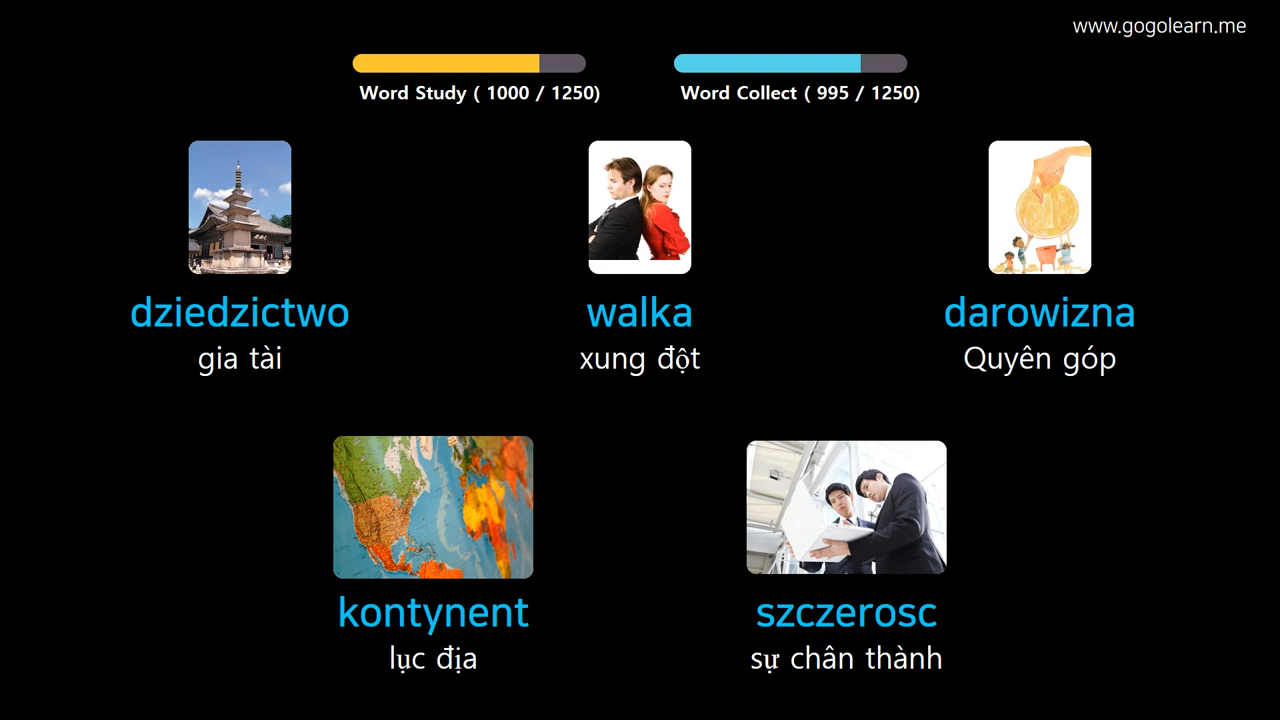 www.gogolearn.me
Word Study ( 1000 / 1250)
Word Collect ( 995 / 1250)
dziedzictwo
gia tài
walka
xung đột
darowizna
Quyên góp
kontynent
lục địa
szczerosc
sự chân thành